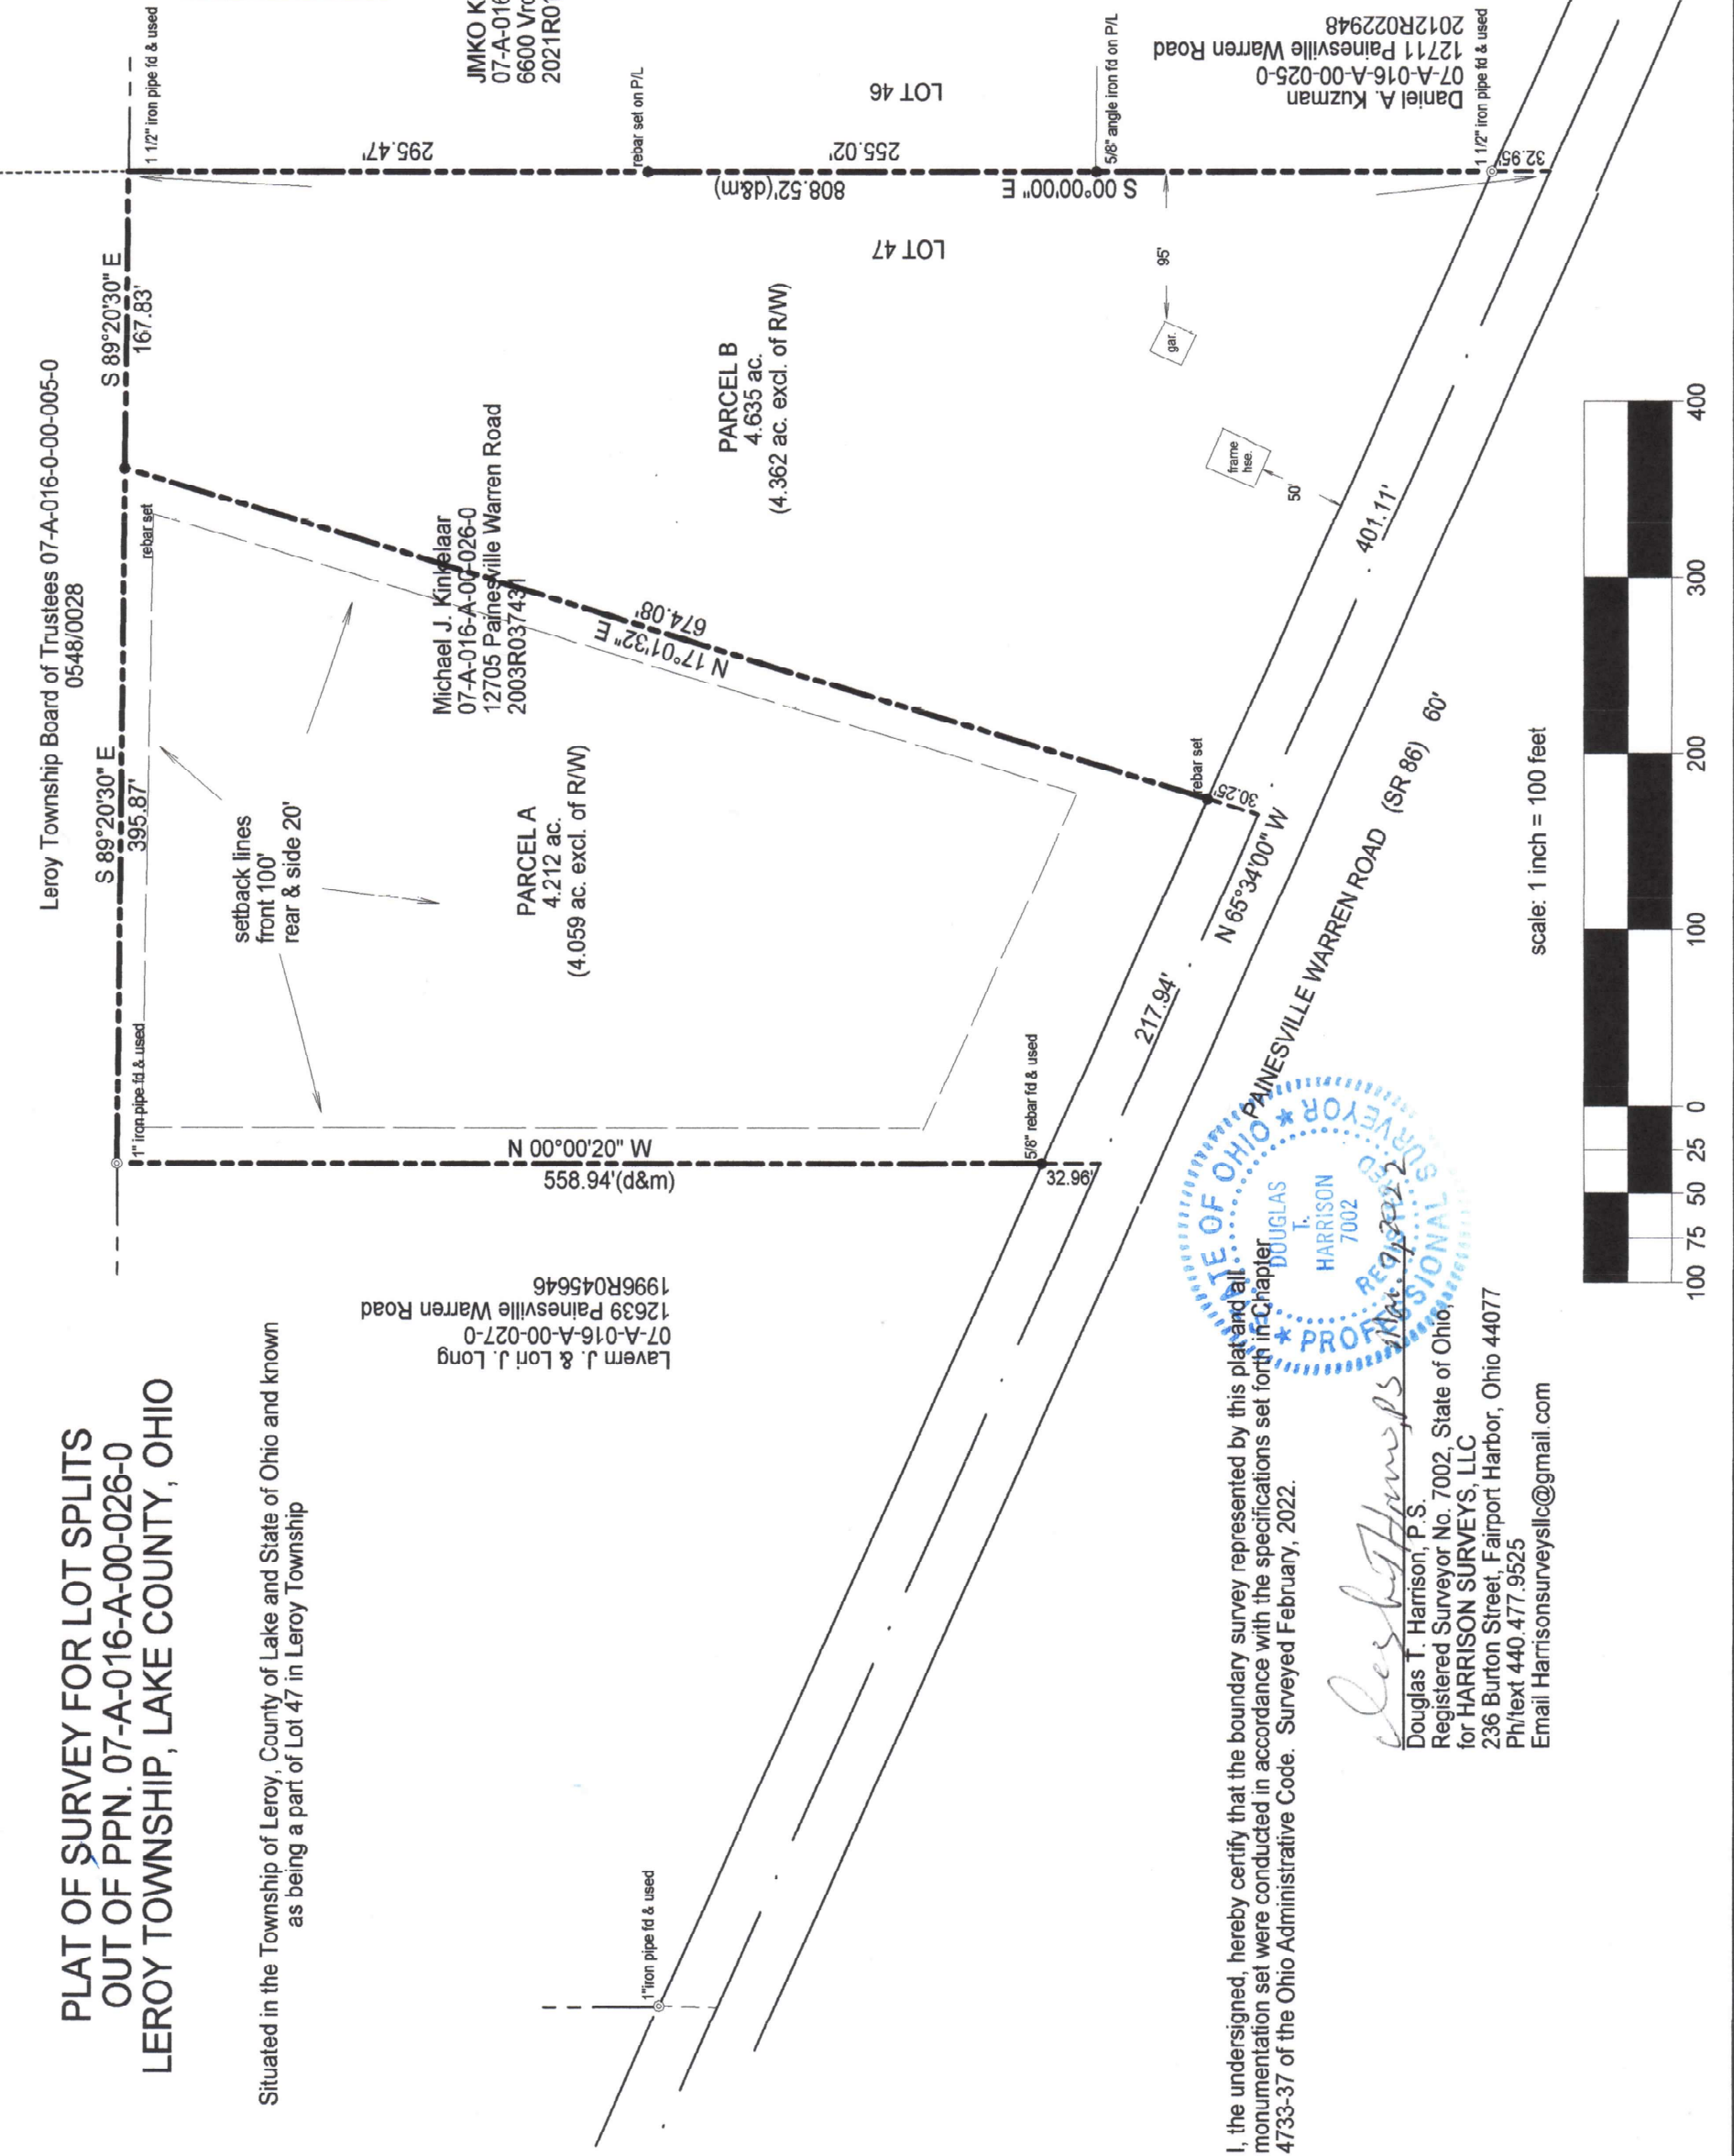 PLAT OF SURVEY FOR LOT SPLITS
OUT OF PPN. 07-A-016-A-00-026-0
LEROY TOWNSHIP, LAKE COUNTY, OHIO
Situated in the Township of Leroy, County of Lake and State of Ohio and known
as being a part of Lot 47 in Leroy Township
Leroy Township Board of Trustees 07-A-016-0-00-005-0
0548/0028
S 89°20'30" E
395.87'
S 89°20'30" E
167.83'
1" iron pipe fd & used
rebar set
1 1/2" iron pipe fd & used
setback lines
front 100'
rear & side 20'
JMKO K
07-A-016
6600 Vro
2021R01
295.47'
rebar set on P/L
808.52'(d&m)
255.02'
S 00°00'00" E
LOT 46
LOT 47
5/8" angle iron fd on P/L
Michael J. Kinkelaar
07-A-016-A-00-026-0
12705 Painesville Warren Road
2003R037431
N 17°01'32" E
674.08'
PARCEL A
4.212 ac.
(4.059 ac. excl. of R/W)
PARCEL B
4.635 ac.
(4.362 ac. excl. of R/W)
N 00°00'20" W
558.94'(d&m)
5/8" rebar fd & used
32.96'
Lavern J. & Lori J. Long
07-A-016-A-00-027-0
12639 Painesville Warren Road
1996R045646
95'
gar.
frame
hse.
50'
Daniel A. Kuzman
07-A-016-A-00-025-0
12711 Painesville Warren Road
2012R022948
1 1/2" iron pipe fd & used
32.95'
rebar set
30.25'
401.11'
217.94'
N 65°34'00" W
PAINESVILLE WARREN ROAD (SR 86) 60'
1"iron pipe fd & used
I, the undersigned, hereby certify that the boundary survey represented by this plat and all
monumentation set were conducted in accordance with the specifications set forth in Chapter
4733-37 of the Ohio Administrative Code. Surveyed February, 2022.
OF OHIO
DOUGLAS
T.
HARRISON
7002
REGISTERED
PROFESSIONAL SURVEYOR
Douglas T. Harrison, P.S.
Registered Surveyor No. 7002, State of Ohio,
for HARRISON SURVEYS, LLC
236 Burton Street, Fairport Harbor, Ohio 44077
Ph/text 440.477.9525
Email Harrisonsurveysllc@gmail.com
scale: 1 inch = 100 feet
100 75 50 25 0 100 200 300 400